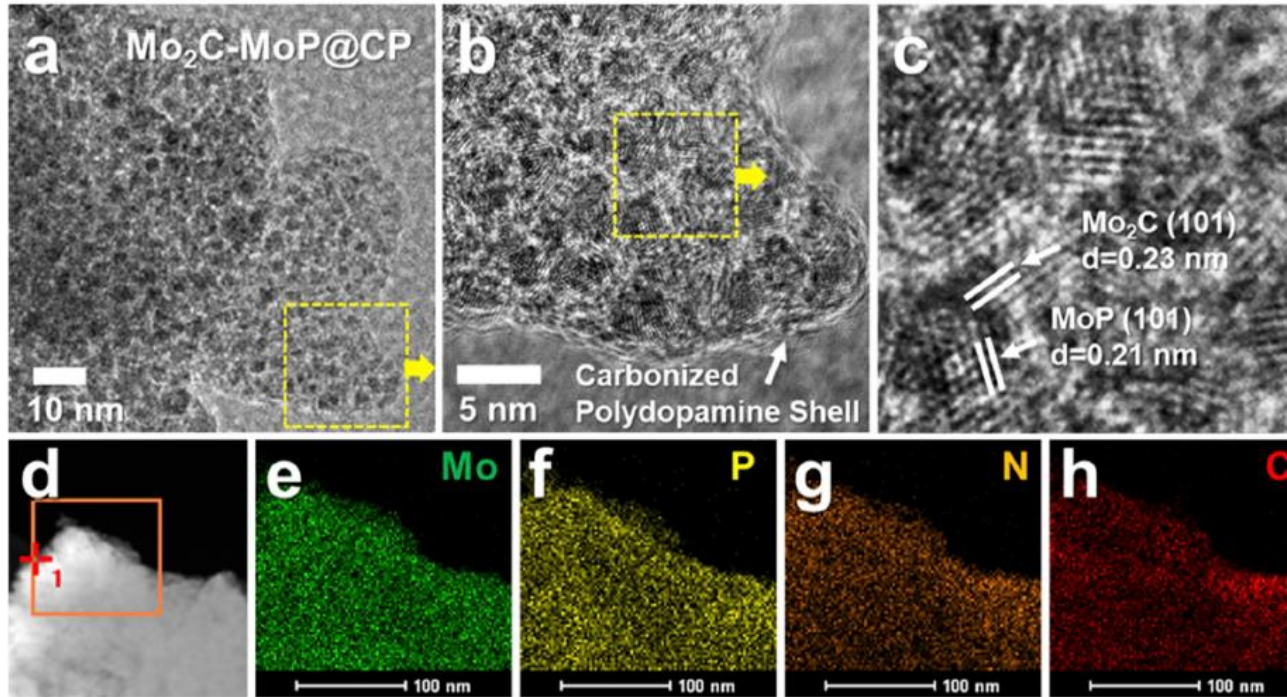 a
Mo₂C-MoP@CP
10 nm
b
5 nm
Carbonized
Polydopamine Shell
c
Mo₂C (101)
d=0.23 nm
MoP (101)
d=0.21 nm
d
1
e
Mo
100 nm
f
P
100 nm
g
N
100 nm
h
C
100 nm